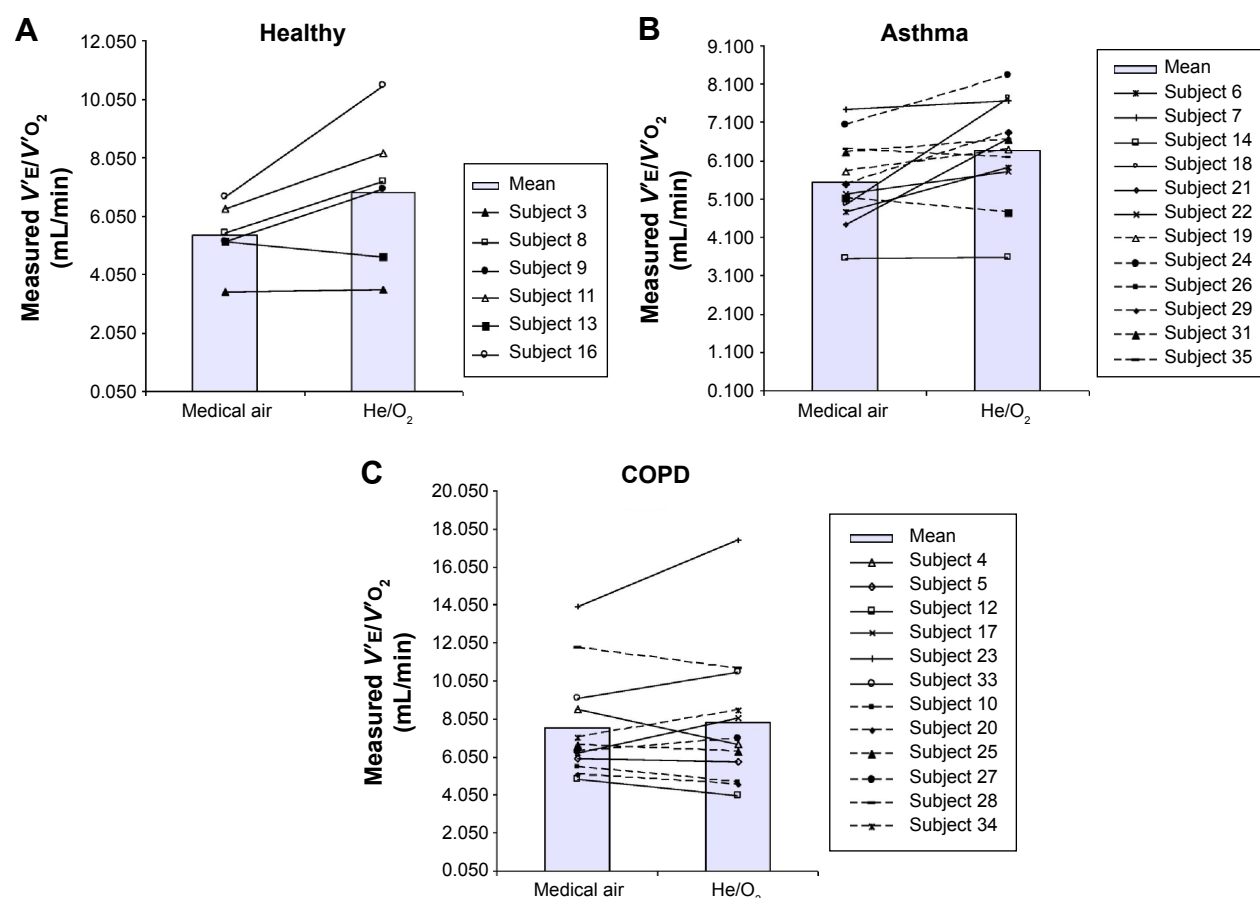 A
Healthy
Measured V′E/V′O2
(mL/min)
12.050
10.050
8.050
6.050
4.050
2.050
0.050
Medical air
He/O2
Mean
Subject 3
Subject 8
Subject 9
Subject 11
Subject 13
Subject 16
B
Asthma
Measured V′E/V′O2
(mL/min)
9.100
8.100
7.100
6.100
5.100
4.100
3.100
2.100
1.100
0.100
Medical air
He/O2
Mean
Subject 6
Subject 7
Subject 14
Subject 18
Subject 21
Subject 22
Subject 19
Subject 24
Subject 26
Subject 29
Subject 31
Subject 35
C
COPD
Measured V′E/V′O2
(mL/min)
20.050
18.050
16.050
14.050
12.050
10.050
8.050
6.050
4.050
2.050
0.050
Medical air
He/O2
Mean
Subject 4
Subject 5
Subject 12
Subject 17
Subject 23
Subject 33
Subject 10
Subject 20
Subject 25
Subject 27
Subject 28
Subject 34